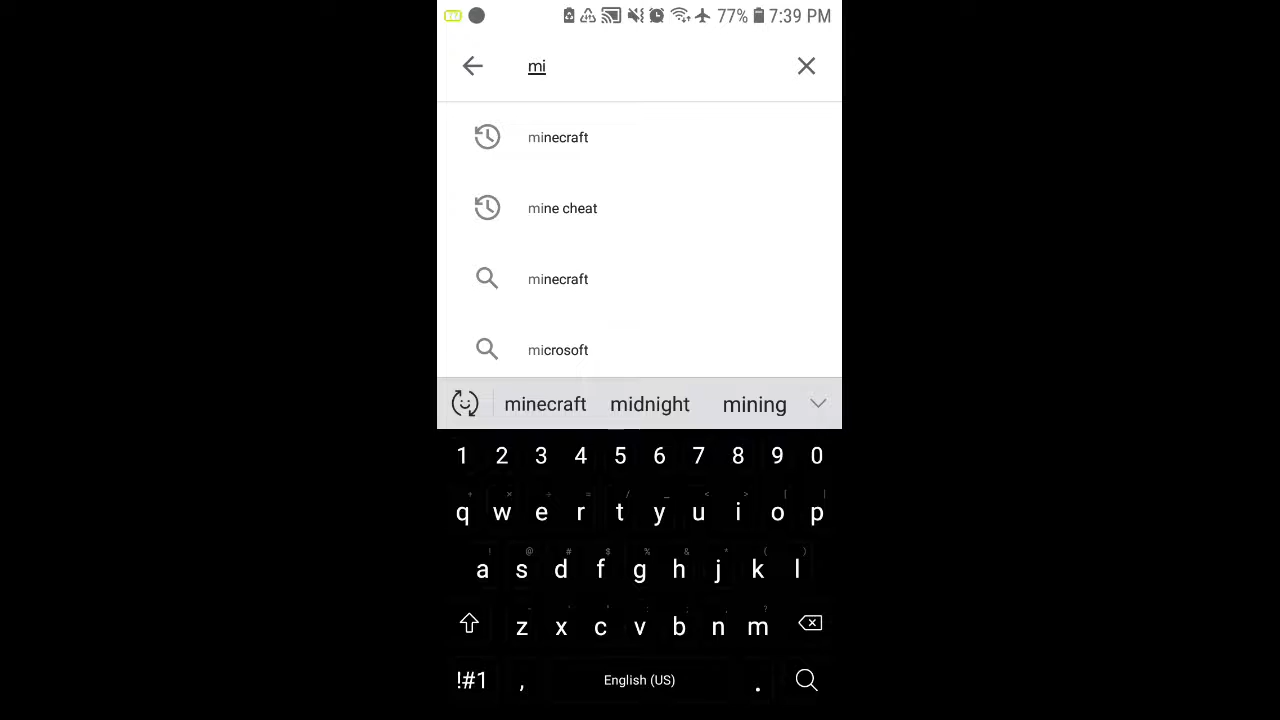 77% 7:39 PM
mi
minecraft
mine cheat
minecraft
microsoft
minecraft midnight mining
1 2 3 4 5 6 7 8 9 0
q w e r t y u i o p
a s d f g h j k l
z x c v b n m
!#1 , English (US) .